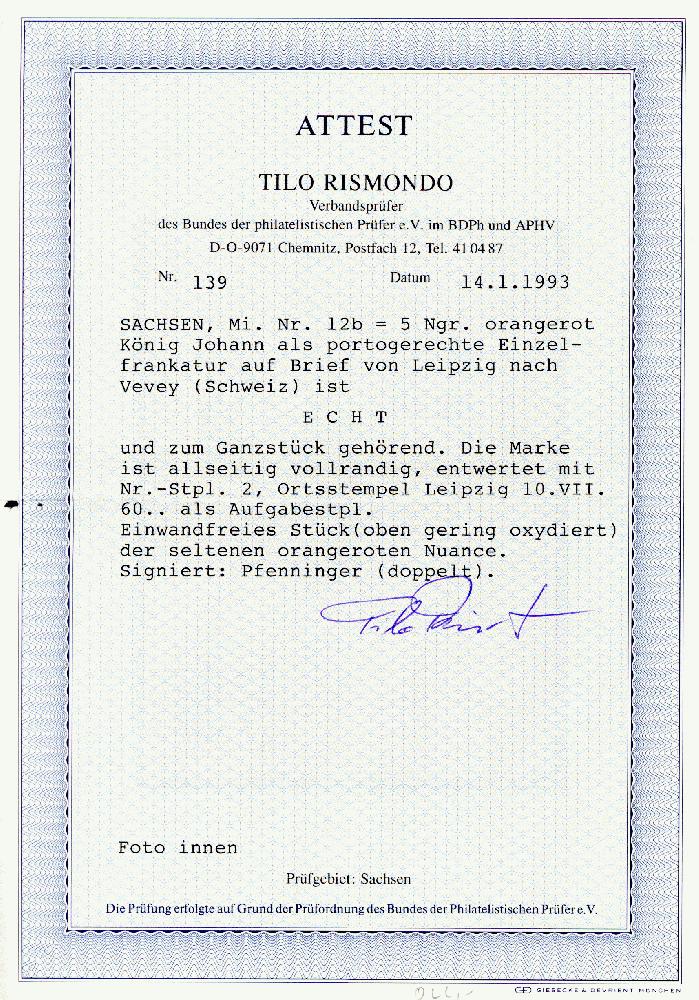 ATTEST
TILO RISMONDO
Verbandsprüfer
des Bundes der philatelistischen Prüfer e.V. im BDPh und APHV
D-O-9071 Chemnitz, Postfach 12, Tel. 41 04 87
Nr. 139 Datum 14.1.1993
SACHSEN, Mi. Nr. 12b = 5 Ngr. orangerot
König Johann als portogerechte Einzel-
frankatur auf Brief von Leipzig nach
Vevey (Schweiz) ist
E C H T
und zum Ganzstück gehörend. Die Marke
ist allseitig vollrandig, entwertet mit
Nr.-Stpl. 2, Ortsstempel Leipzig 10.VII.
60.. als Aufgabestpl.
Einwandfreies Stück(oben gering oxydiert)
der seltenen orangeroten Nuance.
Signiert: Pfenninger (doppelt).
Foto innen
Prüfgebiet: Sachsen
Die Prüfung erfolgte auf Grund der Prüfordnung des Bundes der Philatelistischen Prüfer e.V.
GIESECKE & DEVRIENT MÜNCHEN